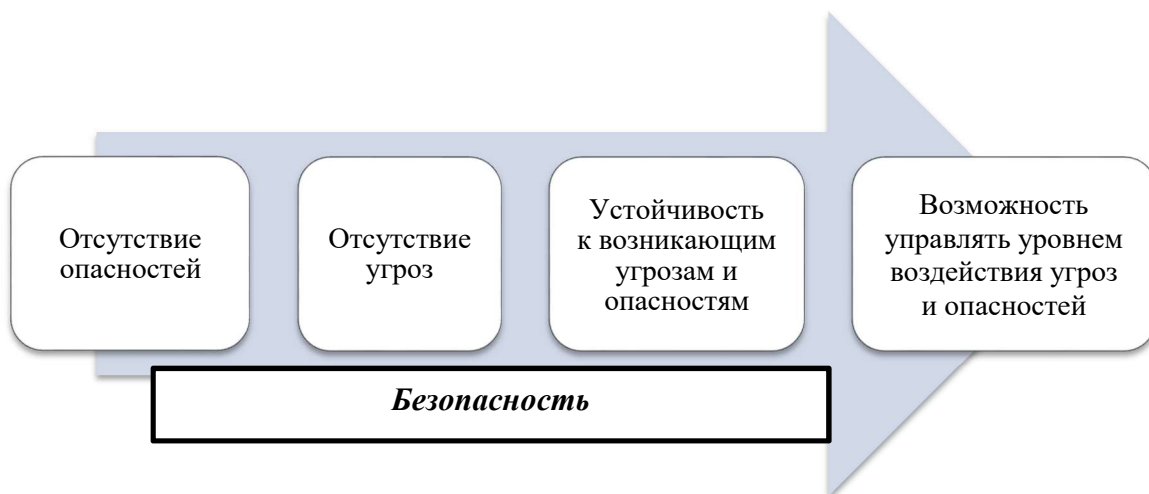 Отсутствие
опасностей
Отсутствие
угроз
Устойчивость
к возникающим
угрозам и
опасностям
Возможность
управлять уровнем
воздействия угроз
и опасностей
Безопасность